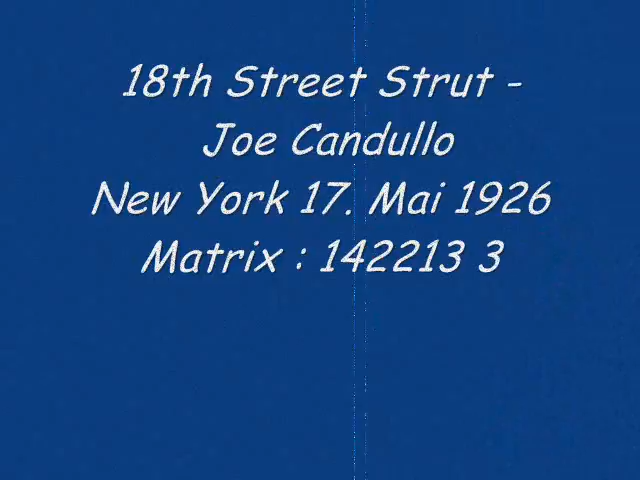 18th Street Strut -
Joe Candullo
New York 17. Mai 1926
Matrix : 142213 3